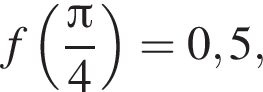 f(π/4) = 0,5,